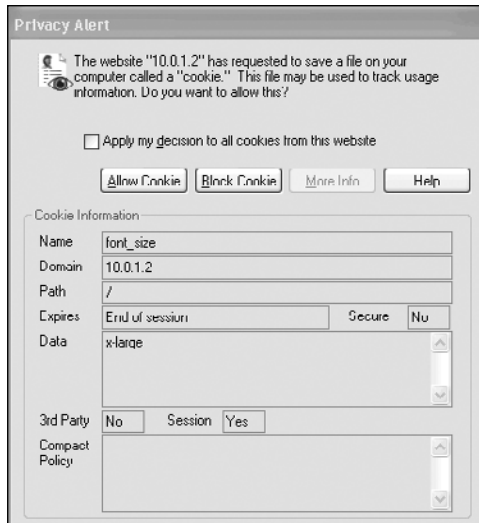 Privacy Alert
The website "10.0.1.2" has requested to save a file on your
computer called a "cookie." This file may be used to track usage
information. Do you want to allow this?
Apply my decision to all cookies from this website
Allow Cookie Block Cookie More Info Help
Cookie Information
Name font_size
Domain 10.0.1.2
Path /
Expires End of session Secure No
Data x-large
3rd Party No Session Yes
Compact
Policy